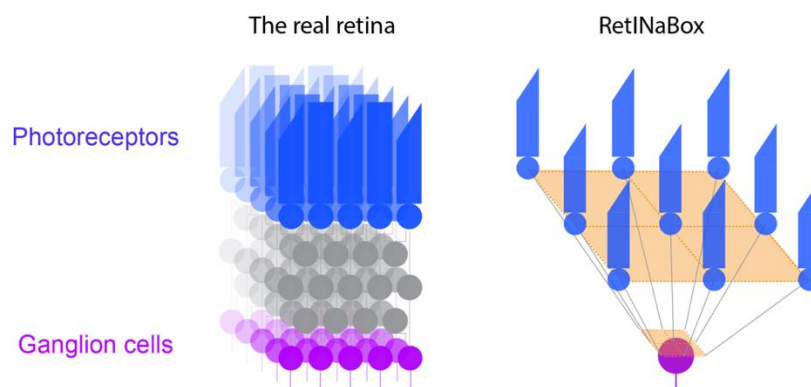 The real retina
RetINaBox
Photoreceptors
Ganglion cells